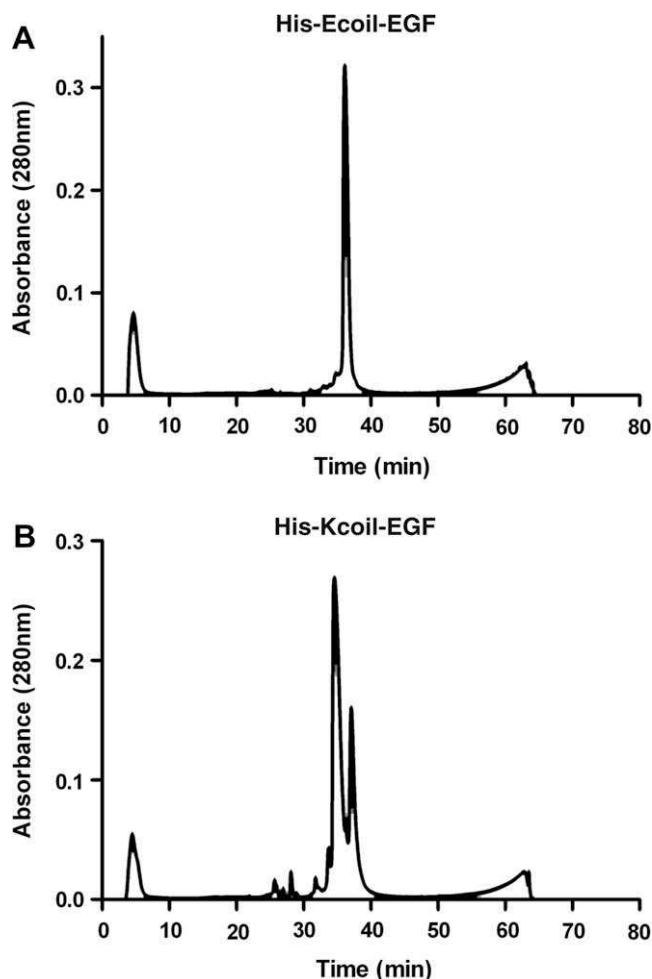 A
His-Ecoil-EGF
Absorbance (280nm)
0.3
0.2
0.1
0.0
0 10 20 30 40 50 60 70 80
Time (min)
B
His-Kcoil-EGF
Absorbance (280nm)
0.3
0.2
0.1
0.0
0 10 20 30 40 50 60 70 80
Time (min)